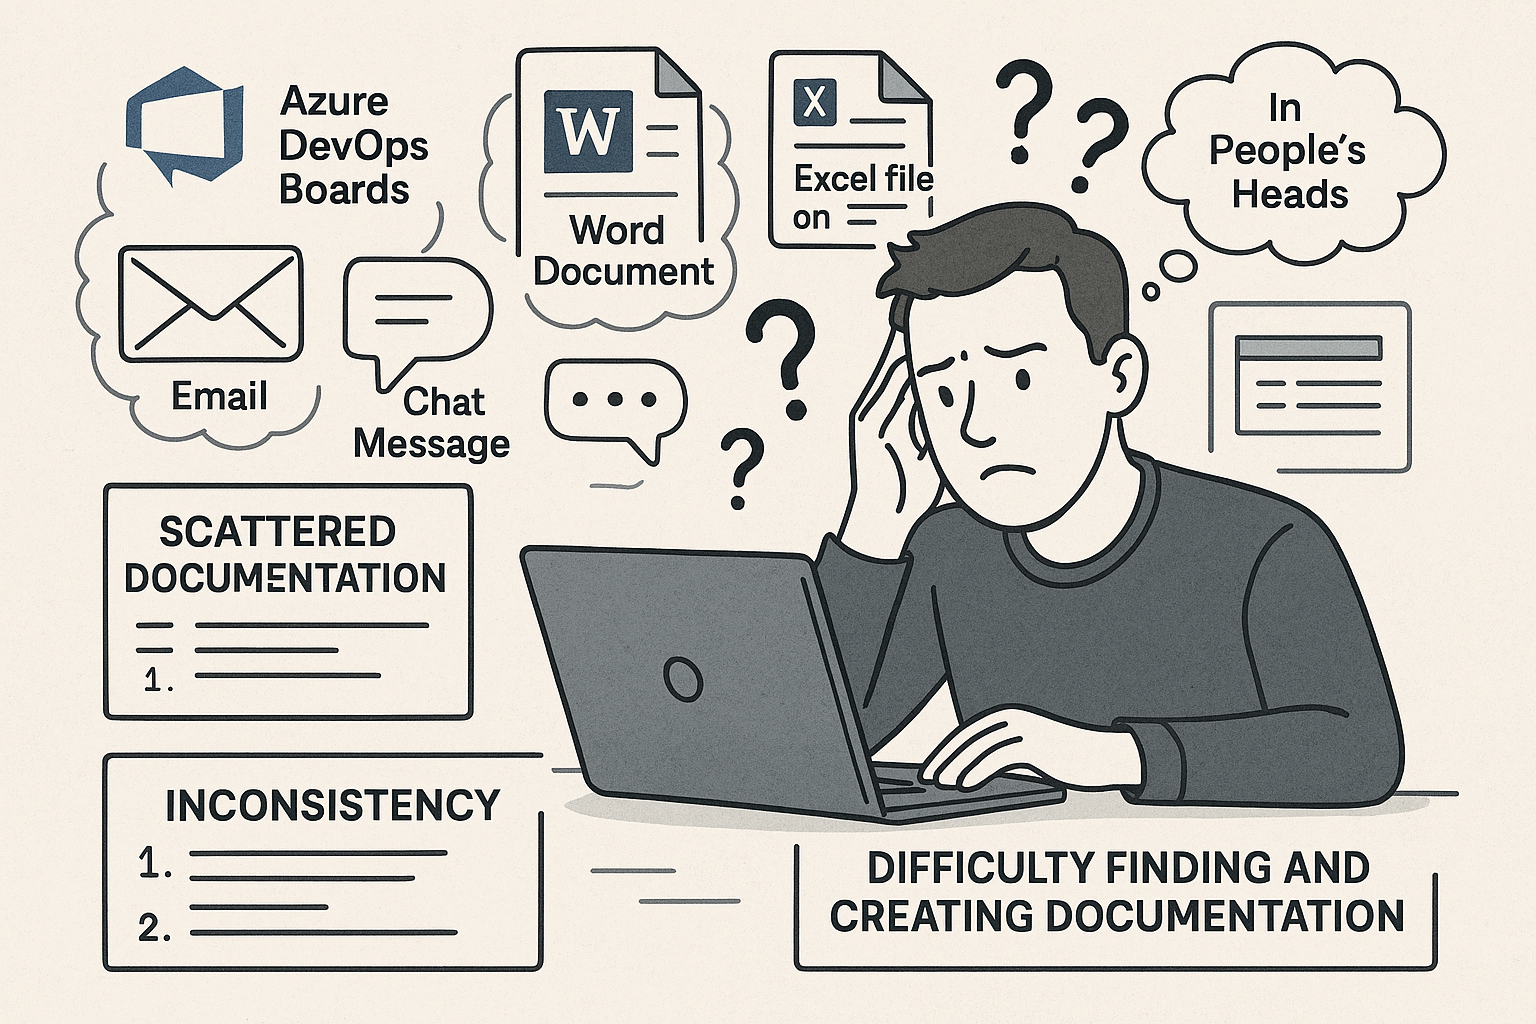 Azure
DevOps
Boards
W
Word
Document
X
Excel file
on
? ?
In
People's
Heads
Email
Chat
Message
?
?
SCATTERED
DOCUMENTATION
1.
INCONSISTENCY
1.
2.
DIFFICULTY FINDING AND
CREATING DOCUMENTATION